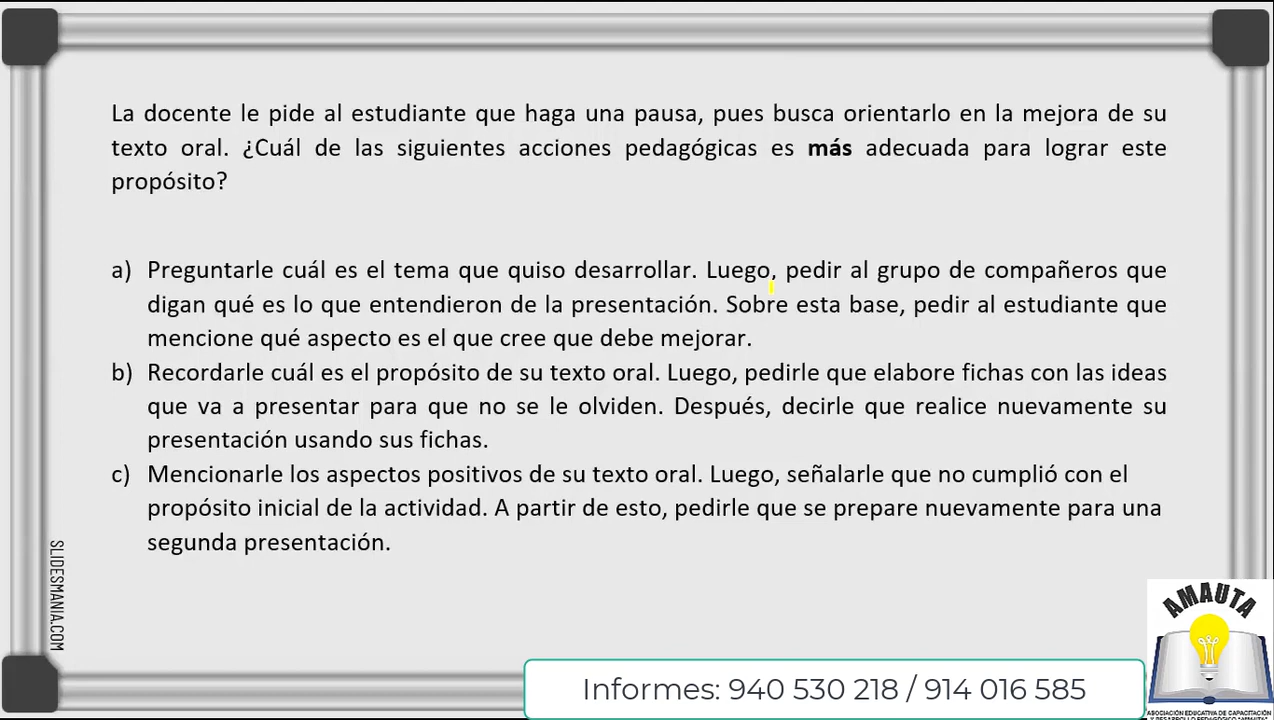 La docente le pide al estudiante que haga una pausa, pues busca orientarlo en la mejora de su
texto oral. ¿Cuál de las siguientes acciones pedagógicas es más adecuada para lograr este
propósito?
a) Preguntarle cuál es el tema que quiso desarrollar. Luego, pedir al grupo de compañeros que
digan qué es lo que entendieron de la presentación. Sobre esta base, pedir al estudiante que
mencione qué aspecto es el que cree que debe mejorar.
b) Recordarle cuál es el propósito de su texto oral. Luego, pedirle que elabore fichas con las ideas
que va a presentar para que no se le olviden. Después, decirle que realice nuevamente su
presentación usando sus fichas.
c) Mencionarle los aspectos positivos de su texto oral. Luego, señalarle que no cumplió con el
propósito inicial de la actividad. A partir de esto, pedirle que se prepare nuevamente para una
segunda presentación.
SLIDESMANIA.COM
AMAUTA
ASOCIACIÓN EDUCATIVA DE CAPACITACIÓN
Y DESARROLLO PEDAGÓGICO "AMAUTA"
Informes: 940 530 218 / 914 016 585